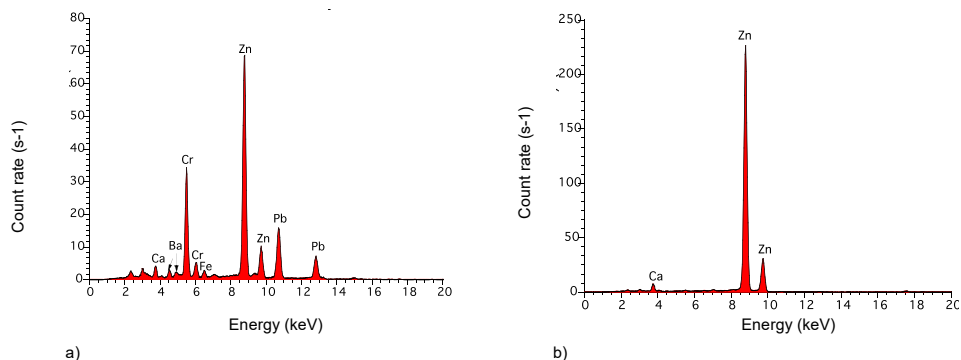 80
70
60
50
40
30
20
10
0
Count rate (s-1)
Zn
Cr
Ca
Ba
Cr
Fe
Zn
Pb
Pb
0 2 4 6 8 10 12 14 16 18 20
Energy (keV)
a)
250
200
150
100
50
0
Count rate (s-1)
Zn
Ca
Zn
0 2 4 6 8 10 12 14 16 18 20
Energy (keV)
b)